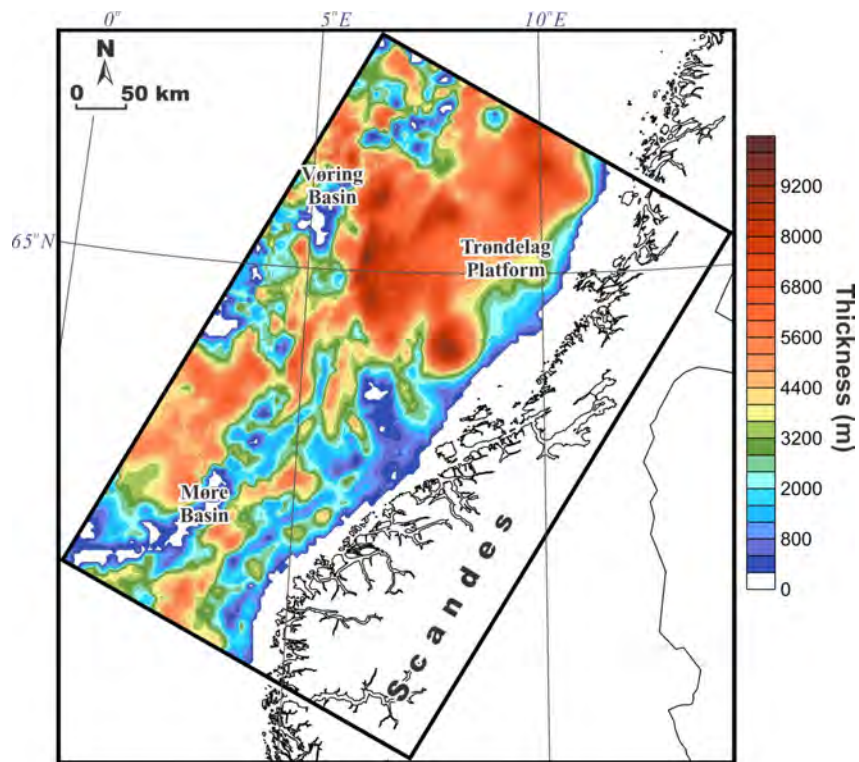 0° 5°E 10°E
N
0 50 km
Vøring
Basin
65°N
Trøndelag
Platform
Møre
Basin
Scandes
9200
8000
6800
5600
4400
3200
2000
800
0
Thickness (m)